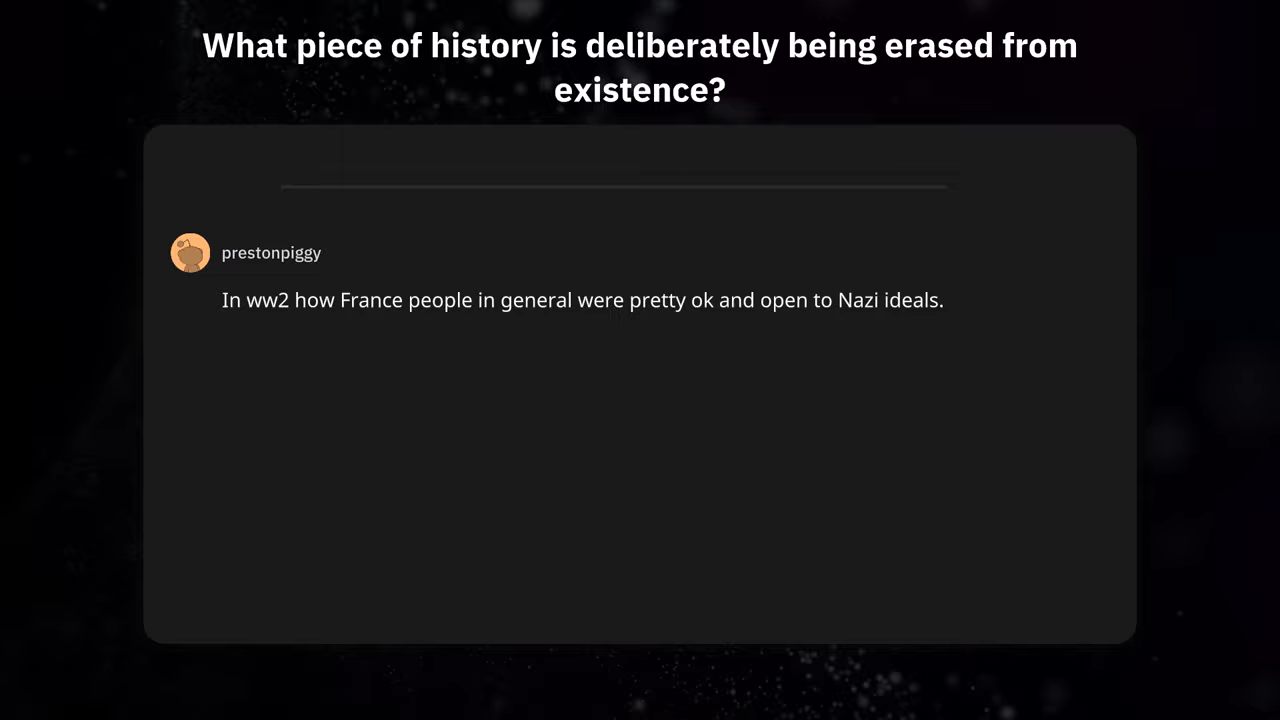 What piece of history is deliberately being erased from
existence?
prestonpiggy
In ww2 how France people in general were pretty ok and open to Nazi ideals.